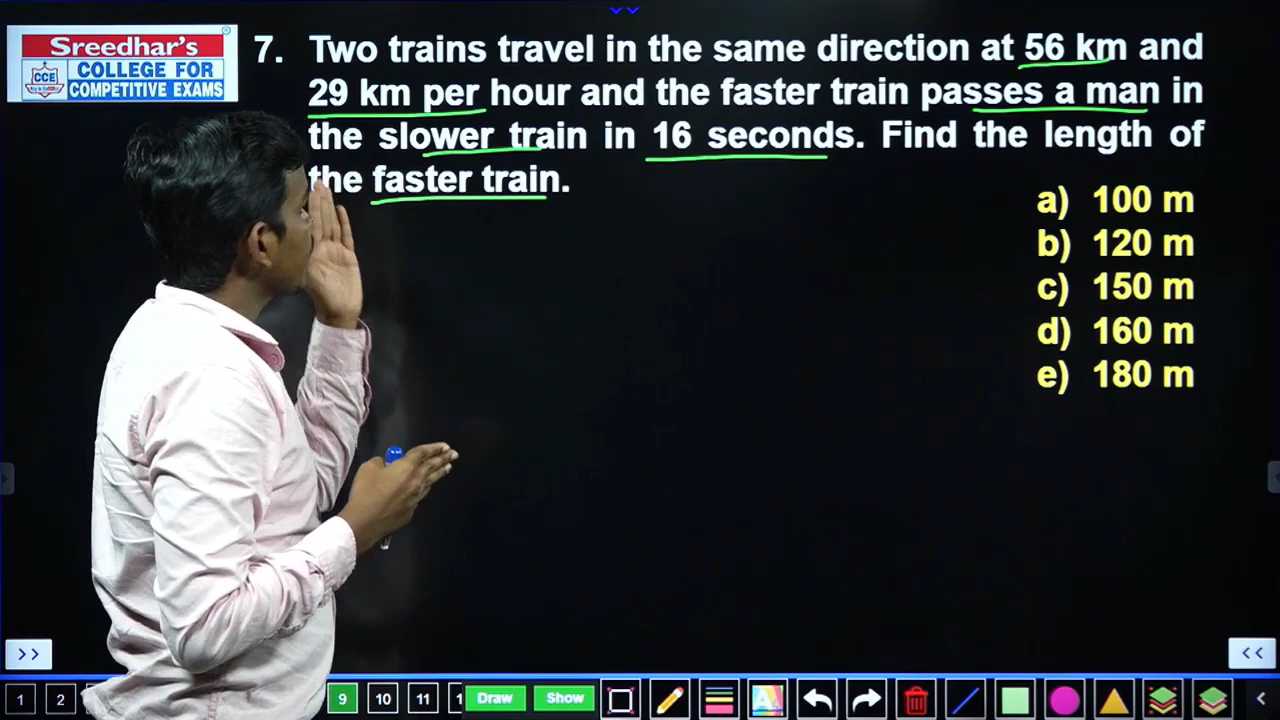 Sreedhar's
CCE
COLLEGE FOR
COMPETITIVE EXAMS
7. Two trains travel in the same direction at 56 km and
29 km per hour and the faster train passes a man in
the slower train in 16 seconds. Find the length of
the faster train.
a) 100 m
b) 120 m
c) 150 m
d) 160 m
e) 180 m
>>
<<
1 2 9 10 11 1 Draw Show A <